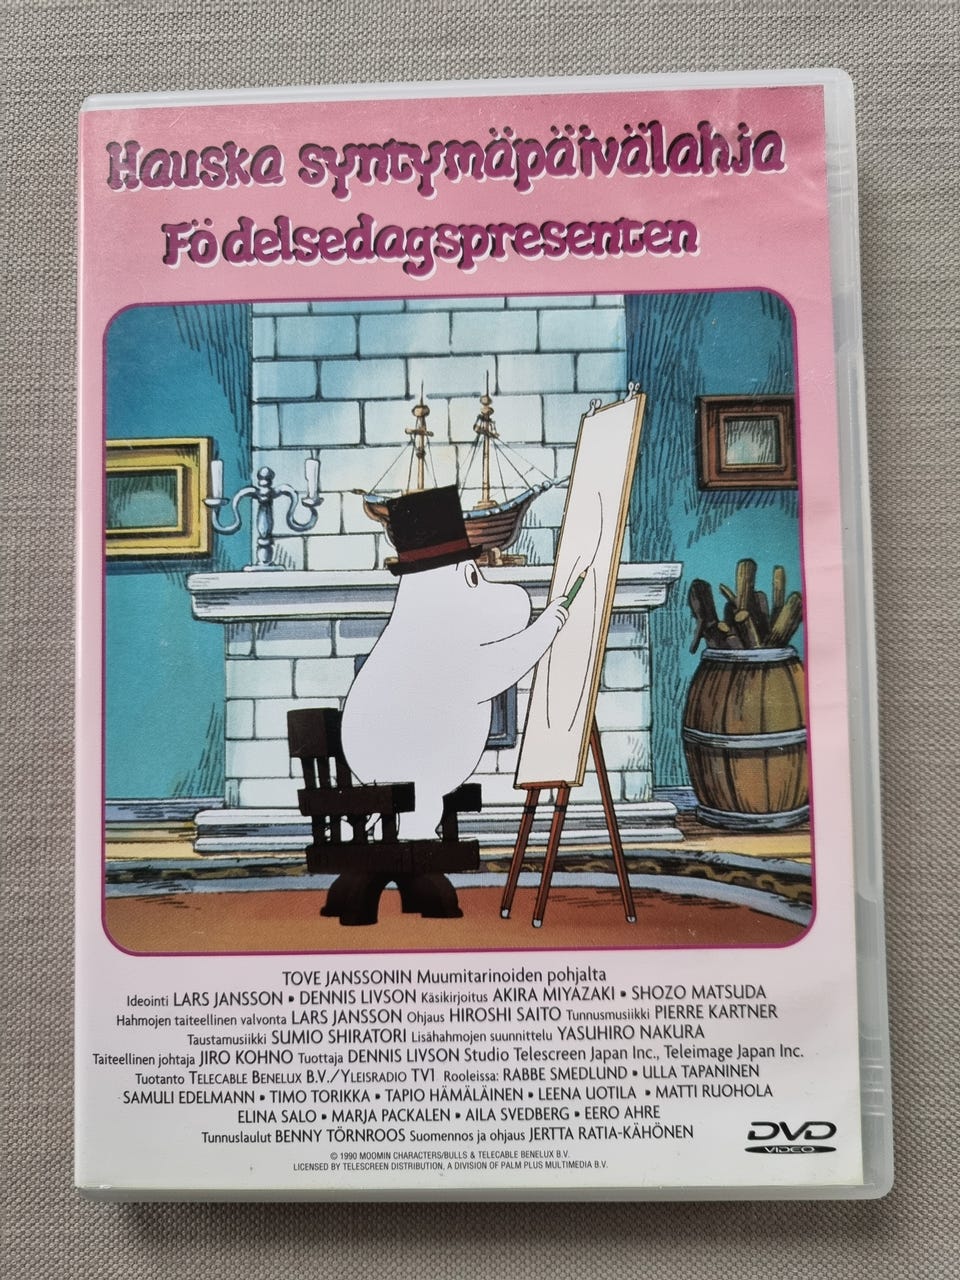 Hauska syntymäpäivälahja
Födelsedagspresenten
TOVE JANSSONIN Muumitarinoiden pohjalta
Ideointi LARS JANSSON • DENNIS LIVSON Käsikirjoitus AKIRA MIYAZAKI • SHOZO MATSUDA
Hahmojen taiteellinen valvonta LARS JANSSON Ohjaus HIROSHI SAITO Tunnusmusiikki PIERRE KARTNER
Taustamusiikki SUMIO SHIRATORI Lisähahmojen suunnittelu YASUHIRO NAKURA
Taiteellinen johtaja JIRO KOHNO Tuottaja DENNIS LIVSON Studio Telescreen Japan Inc., Teleimage Japan Inc.
Tuotanto TELECABLE BENELUX B.V./YLEISRADIO TV1 Rooleissa: RABBE SMEDLUND • ULLA TAPANINEN
SAMULI EDELMANN • TIMO TORIKKA • TAPIO HÄMÄLÄINEN • LEENA UOTILA • MATTI RUOHOLA
ELINA SALO • MARJA PACKALEN • AILA SVEDBERG • EERO AHRE
Tunnuslaulut BENNY TÖRNROOS Suomennos ja ohjaus JERTTA RATIA-KÄHÖNEN
© 1990 MOOMIN CHARACTERS/BULLS & TELECABLE BENELUX B.V.
LICENSED BY TELESCREEN DISTRIBUTION, A DIVISION OF PALM PLUS MULTIMEDIA B.V.
DVD
VIDEO